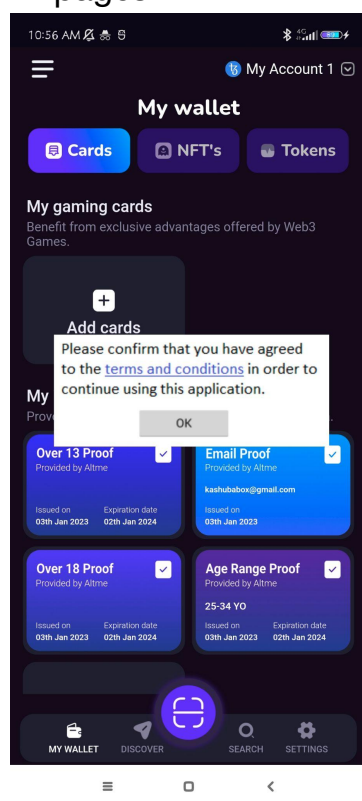 pages
10:56 AM
4G
My Account 1
My wallet
Cards
NFT's
Tokens
My gaming cards
Benefit from exclusive advantages offered by Web3
Games.
Add cards
Please confirm that you have agreed
to the terms and conditions in order to
continue using this application.
OK
My
Over 13 Proof
Provided by Altme
Issued on
Expiration date
03th Jan 2023
02th Jan 2024
Email Proof
Provided by Altme
kashubabox@gmail.com
Issued on
03th Jan 2023
Over 18 Proof
Provided by Altme
Issued on
Expiration date
03th Jan 2023
02th Jan 2024
Age Range Proof
Provided by Altme
25-34 YO
Issued on
Expiration date
03th Jan 2023
02th Jan 2024
MY WALLET
DISCOVER
SEARCH
SETTINGS